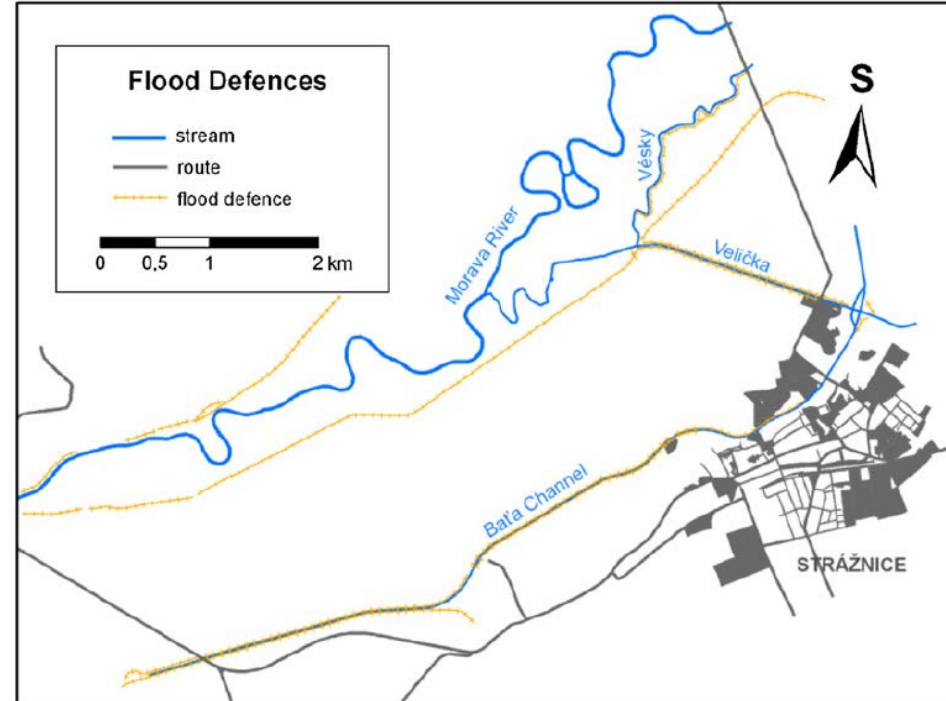 Flood Defences
stream
route
flood defence
0 0,5 1 2 km
S
Morava River
Vésky
Velička
Baťa Channel
STRÁŽNICE